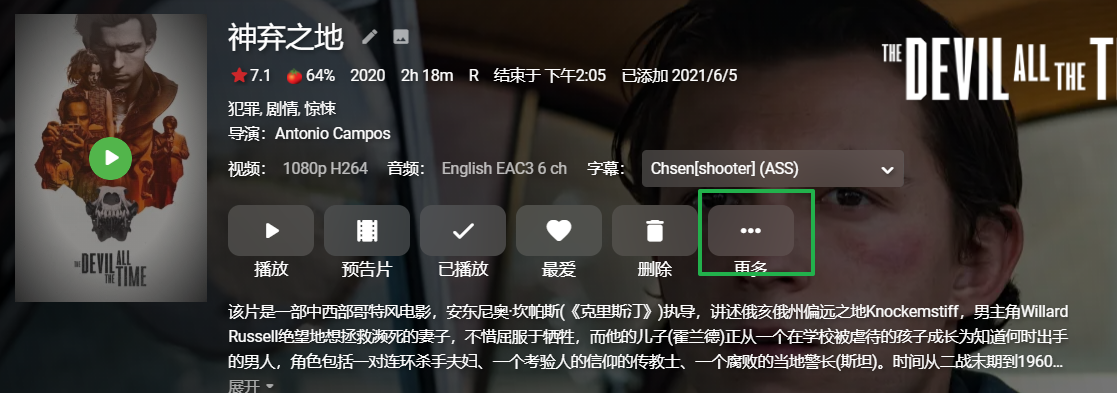 神弃之地
7.1 64% 2020 2h 18m R 结束于 下午2:05 已添加 2021/6/5
THE DEVIL ALL THE
犯罪, 剧情, 惊悚
导演：Antonio Campos
视频： 1080p H264 音频： English EAC3 6 ch 字幕： Chsen[shooter] (ASS)
播放 预告片 已播放 最爱 删除 更多
THE DEVIL ALL THE TIME
该片是一部中西部哥特风电影，安东尼奥·坎帕斯(《克里斯汀》)执导，讲述俄亥俄州偏远之地Knockemstiff，男主角Willard
Russell绝望地想拯救濒死的妻子，不惜屈服于牺牲，而他的儿子(霍兰德)正从一个在学校被虐待的孩子成长为知道何时出手
的男人，角色包括一对连环杀手夫妇、一个考验人的信仰的传教士、一个腐败的当地警长(斯坦)。时间从二战末期到1960...
展开